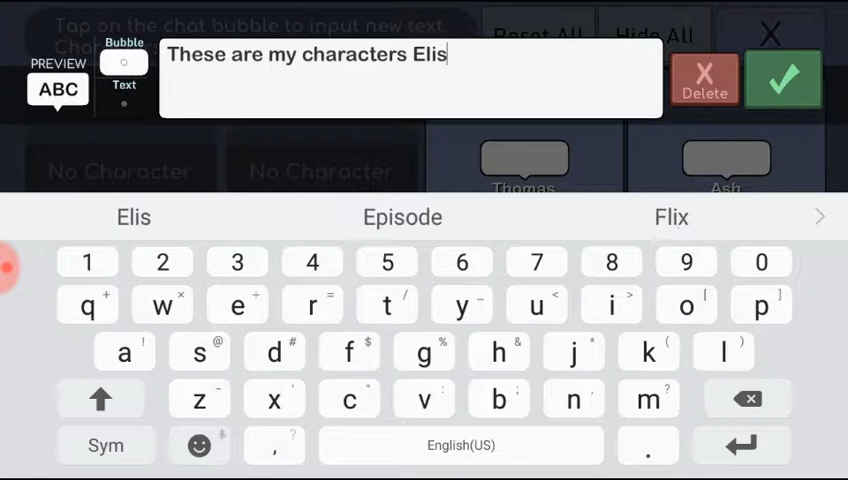 Tap on the chat bubble to input new text.
Cha
Reset All
Hide All
X
PREVIEW
ABC
Bubble
Text
These are my characters Elis
X
Delete
No Character
No Character
Thomas
Ash
Elis
Episode
Flix
1 2 3 4 5 6 7 8 9 0
q + w × e ÷ r = t / y _ u < i > o [ p ]
a ! s @ d # f $ g % h & j * k ( l )
z - x ' c " v : b ; n , m ?
Sym , ? English(US) .